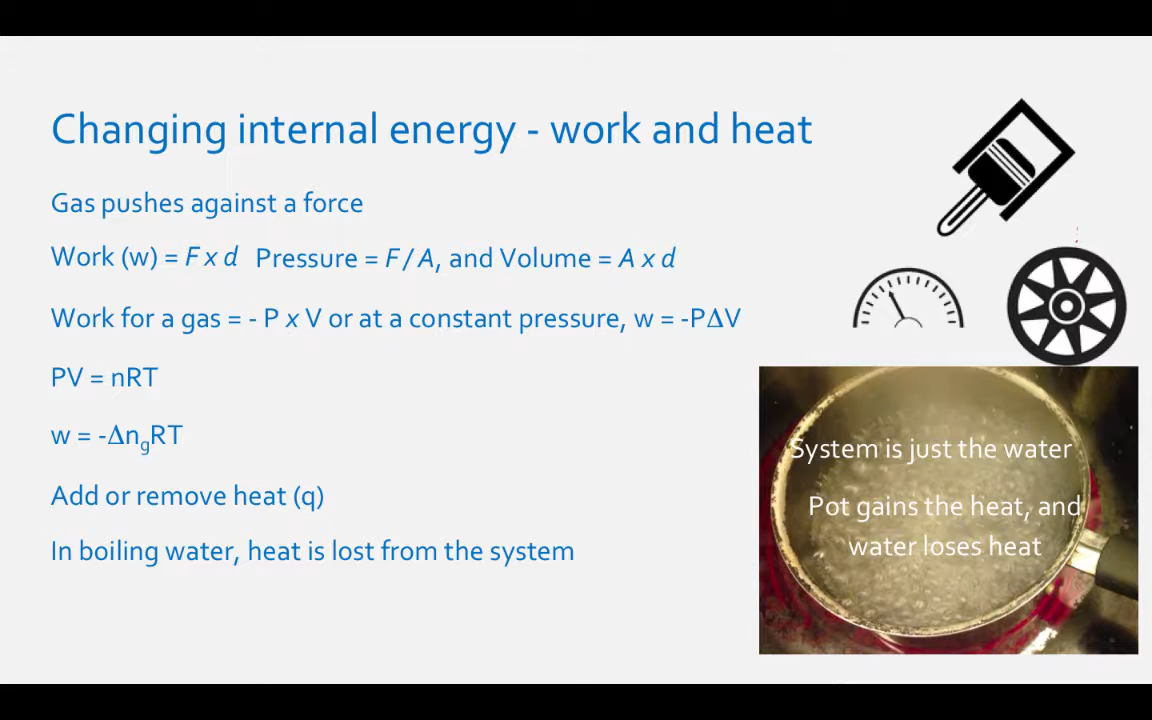 Changing internal energy - work and heat
Gas pushes against a force
Work (w) = F x d Pressure = F / A, and Volume = A x d
Work for a gas = - P x V or at a constant pressure, w = -PΔV
PV = nRT
w = -ΔngRT
Add or remove heat (q)
In boiling water, heat is lost from the system
System is just the water
Pot gains the heat, and
water loses heat